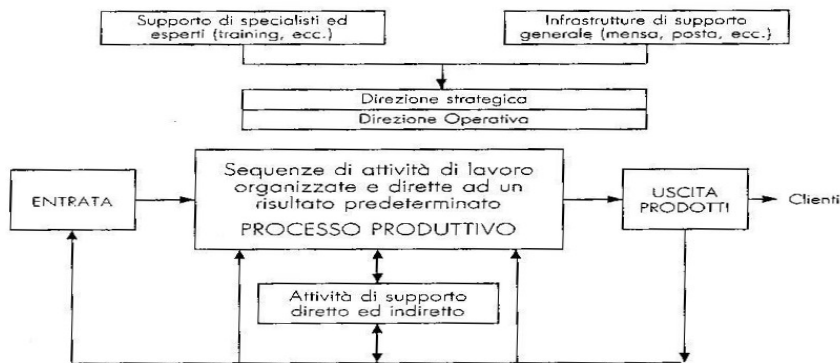 Supporto di specialisti ed
esperti (training, ecc.)
Infrastrutture di supporto
generale (mensa, posta, ecc.)
Direzione strategica
Direzione Operativa
Sequenze di attività di lavoro
organizzate e dirette ad un
risultato predeterminato
PROCESSO PRODUTTIVO
ENTRATA
USCITA
PRODOTTI
Clienti
Attività di supporto
diretto ed indiretto